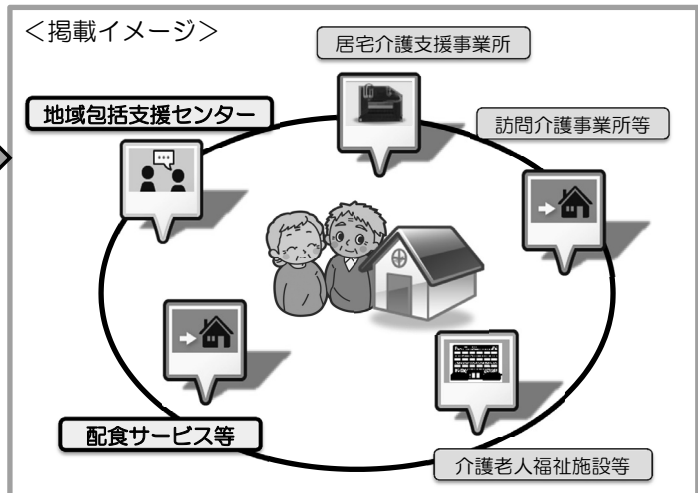 ＜掲載イメージ＞
居宅介護支援事業所
地域包括支援センター
訪問介護事業所等
配食サービス等
介護老人福祉施設等